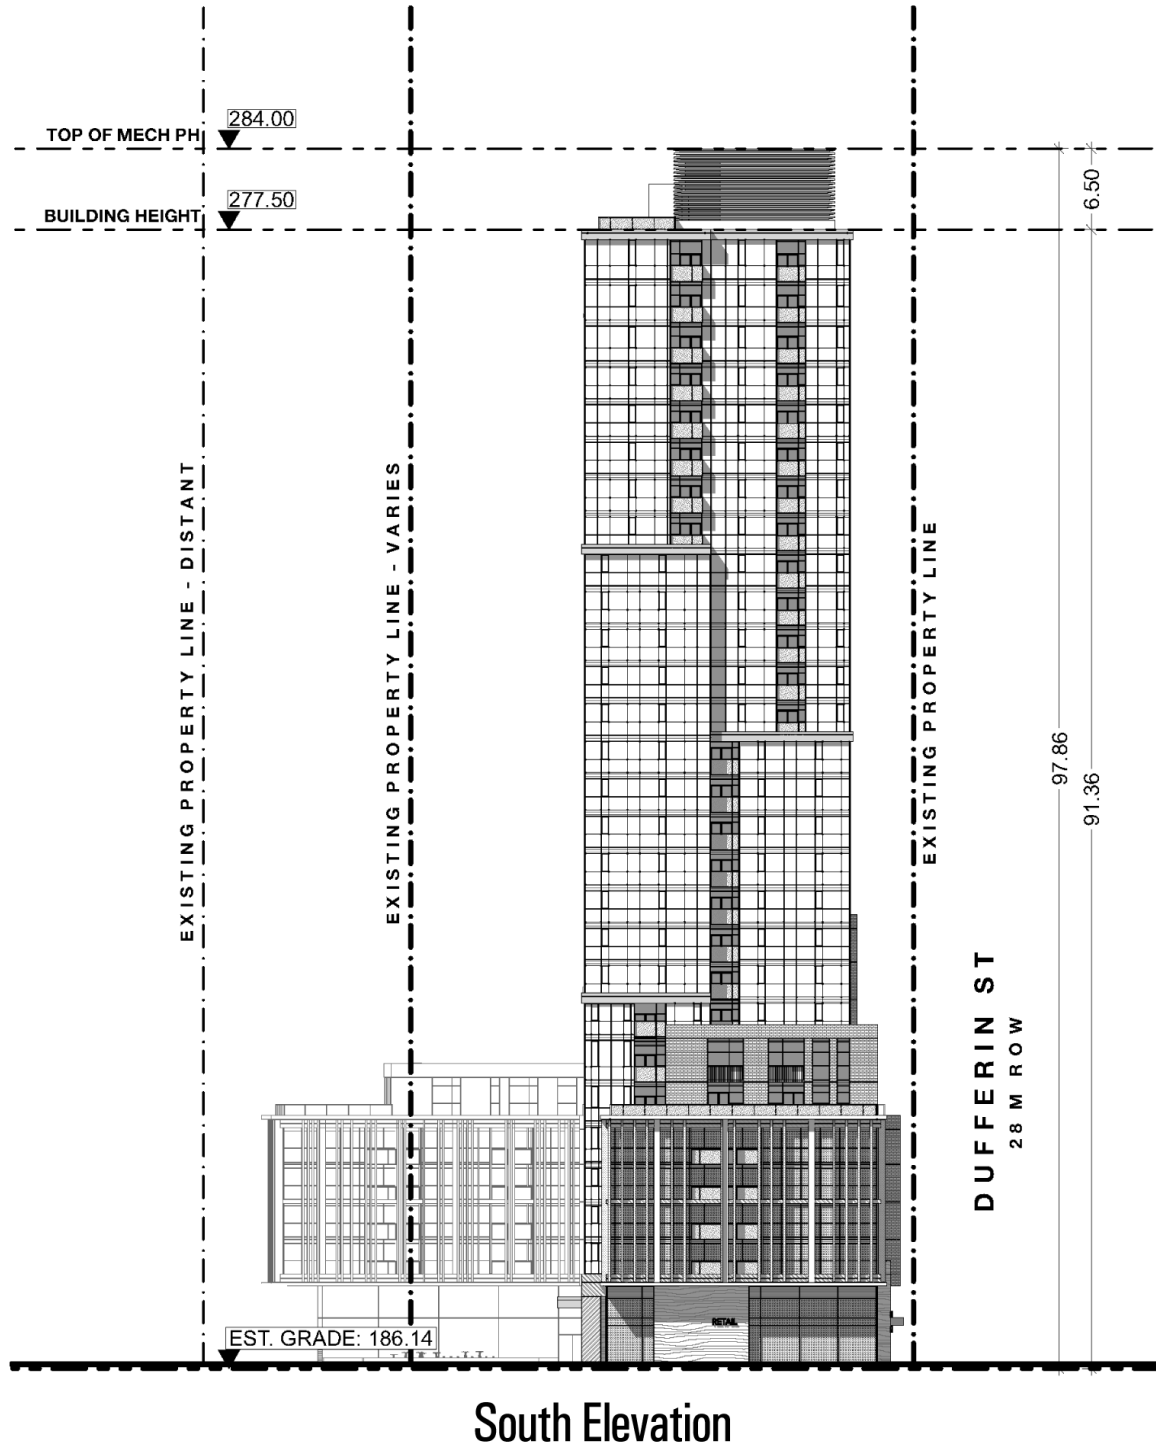 284.00
TOP OF MECH PH
277.50
BUILDING HEIGHT
6.50
EXISTING PROPERTY LINE - DISTANT
EXISTING PROPERTY LINE - VARIES
EXISTING PROPERTY LINE
97.86
91.36
DUFFERIN ST
28 M ROW
RETAIL
EST. GRADE: 186.14
South Elevation